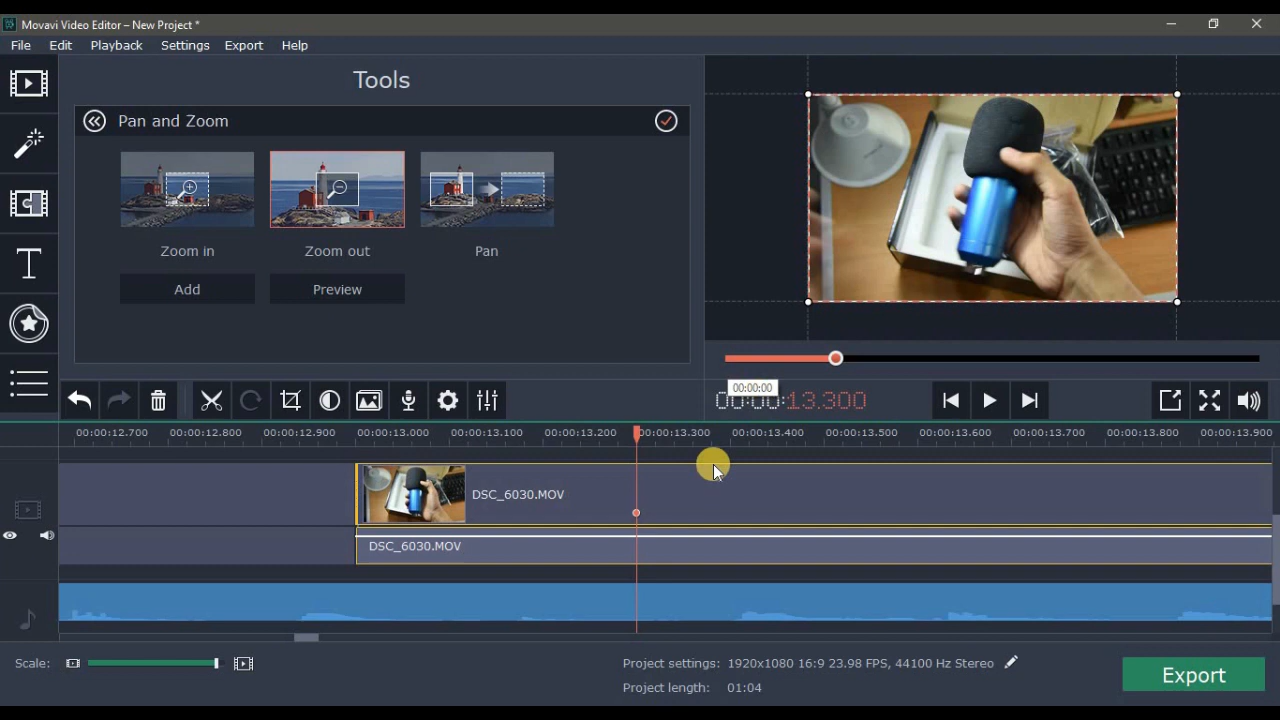 Movavi Video Editor – New Project *
File Edit Playback Settings Export Help
Tools
Pan and Zoom
Zoom in Zoom out Pan
Add Preview
00:00:00
00:00:13.300
00:00:12.700 00:00:12.800 00:00:12.900 00:00:13.000 00:00:13.100 00:00:13.200 00:00:13.300 00:00:13.400 00:00:13.500 00:00:13.600 00:00:13.700 00:00:13.800 00:00:13.900
DSC_6030.MOV
DSC_6030.MOV
Scale:
Project settings: 1920x1080 16:9 23.98 FPS, 44100 Hz Stereo
Project length: 01:04
Export